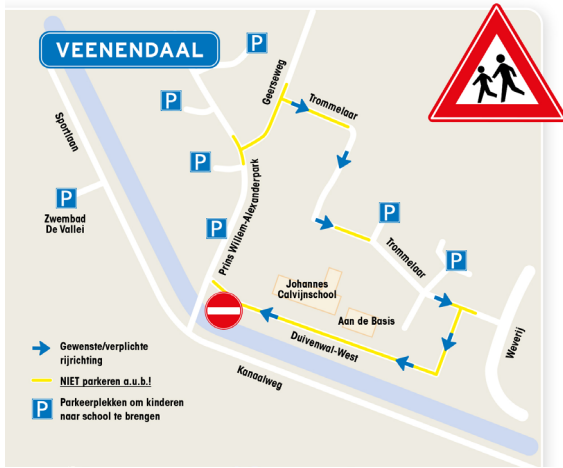 VEENENDAAL
P
P
P
P
P
P
P
Geerseweg
Trommelaar
Sportlaan
Zwembad
De Vallei
Prins Willem-Alexanderpark
Trommelaar
Johannes
Calvijnschool
Aan de Basis
Duivenwal-West
Weverij
Kanaalweg
Gewenste/verplichte
rijrichting
NIET parkeren a.u.b.!
P
Parkeerplekken om kinderen
naar school te brengen